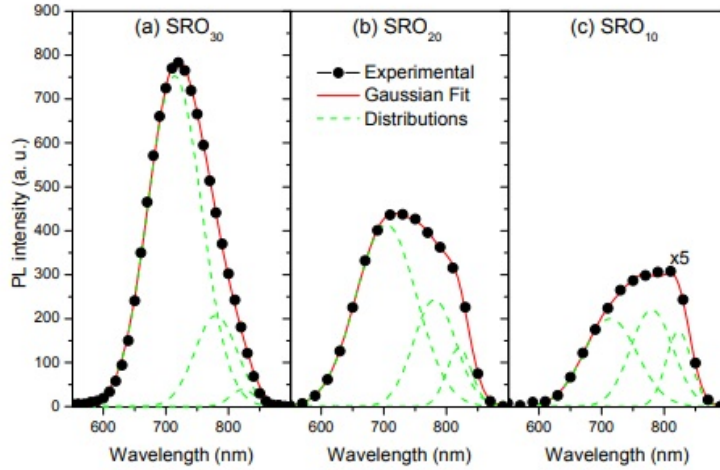 900
800
700
600
500
400
300
200
100
0
PL intensity (a. u.)
(a) SRO30
(b) SRO20
(c) SRO10
Experimental
Gaussian Fit
Distributions
x5
600 700 800
600 700 800
600 700 800
Wavelength (nm)
Wavelength (nm)
Wavelength (nm)